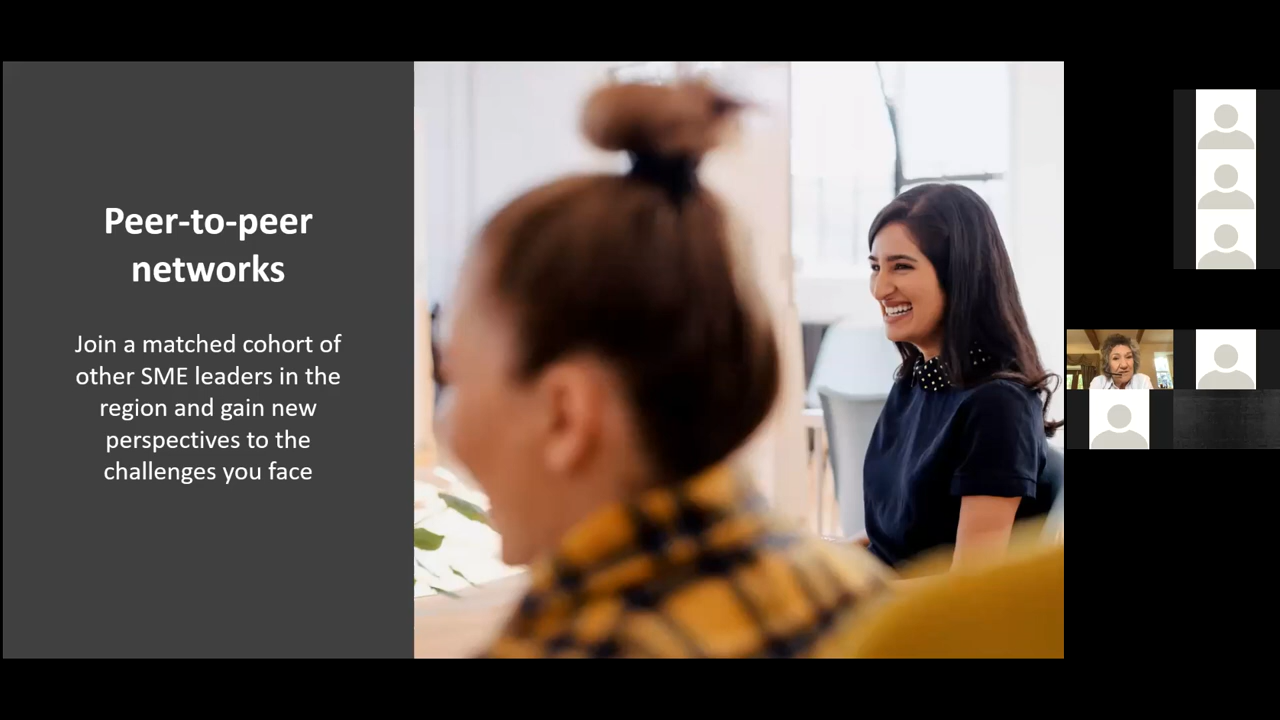 Peer-to-peer
networks
Join a matched cohort of
other SME leaders in the
region and gain new
perspectives to the
challenges you face